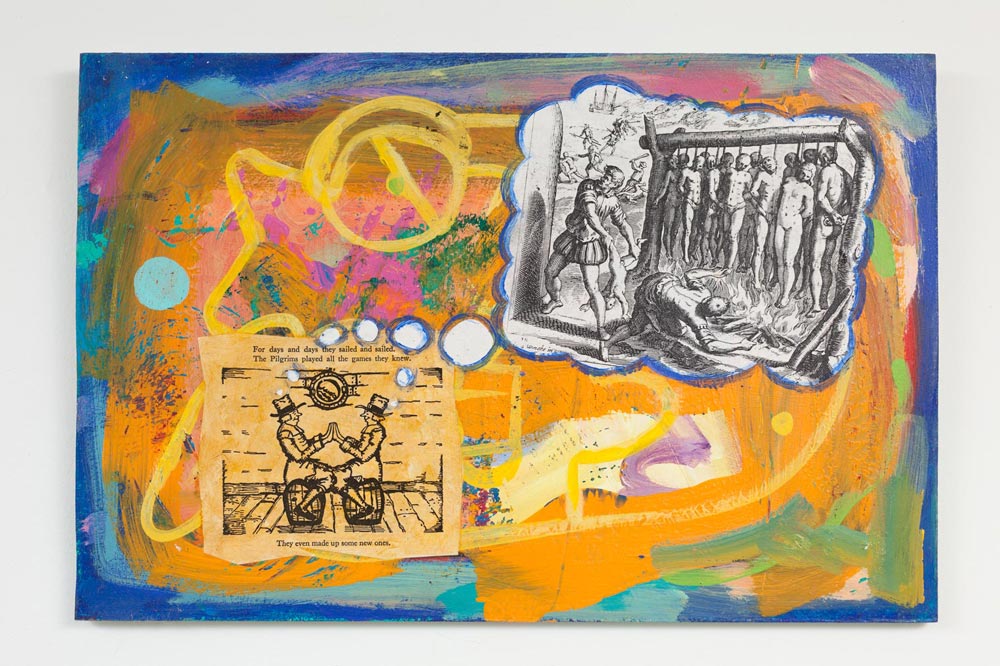 For days and days they sailed and sailed.
The Pilgrims played all the games they knew.
They even made up some new ones.